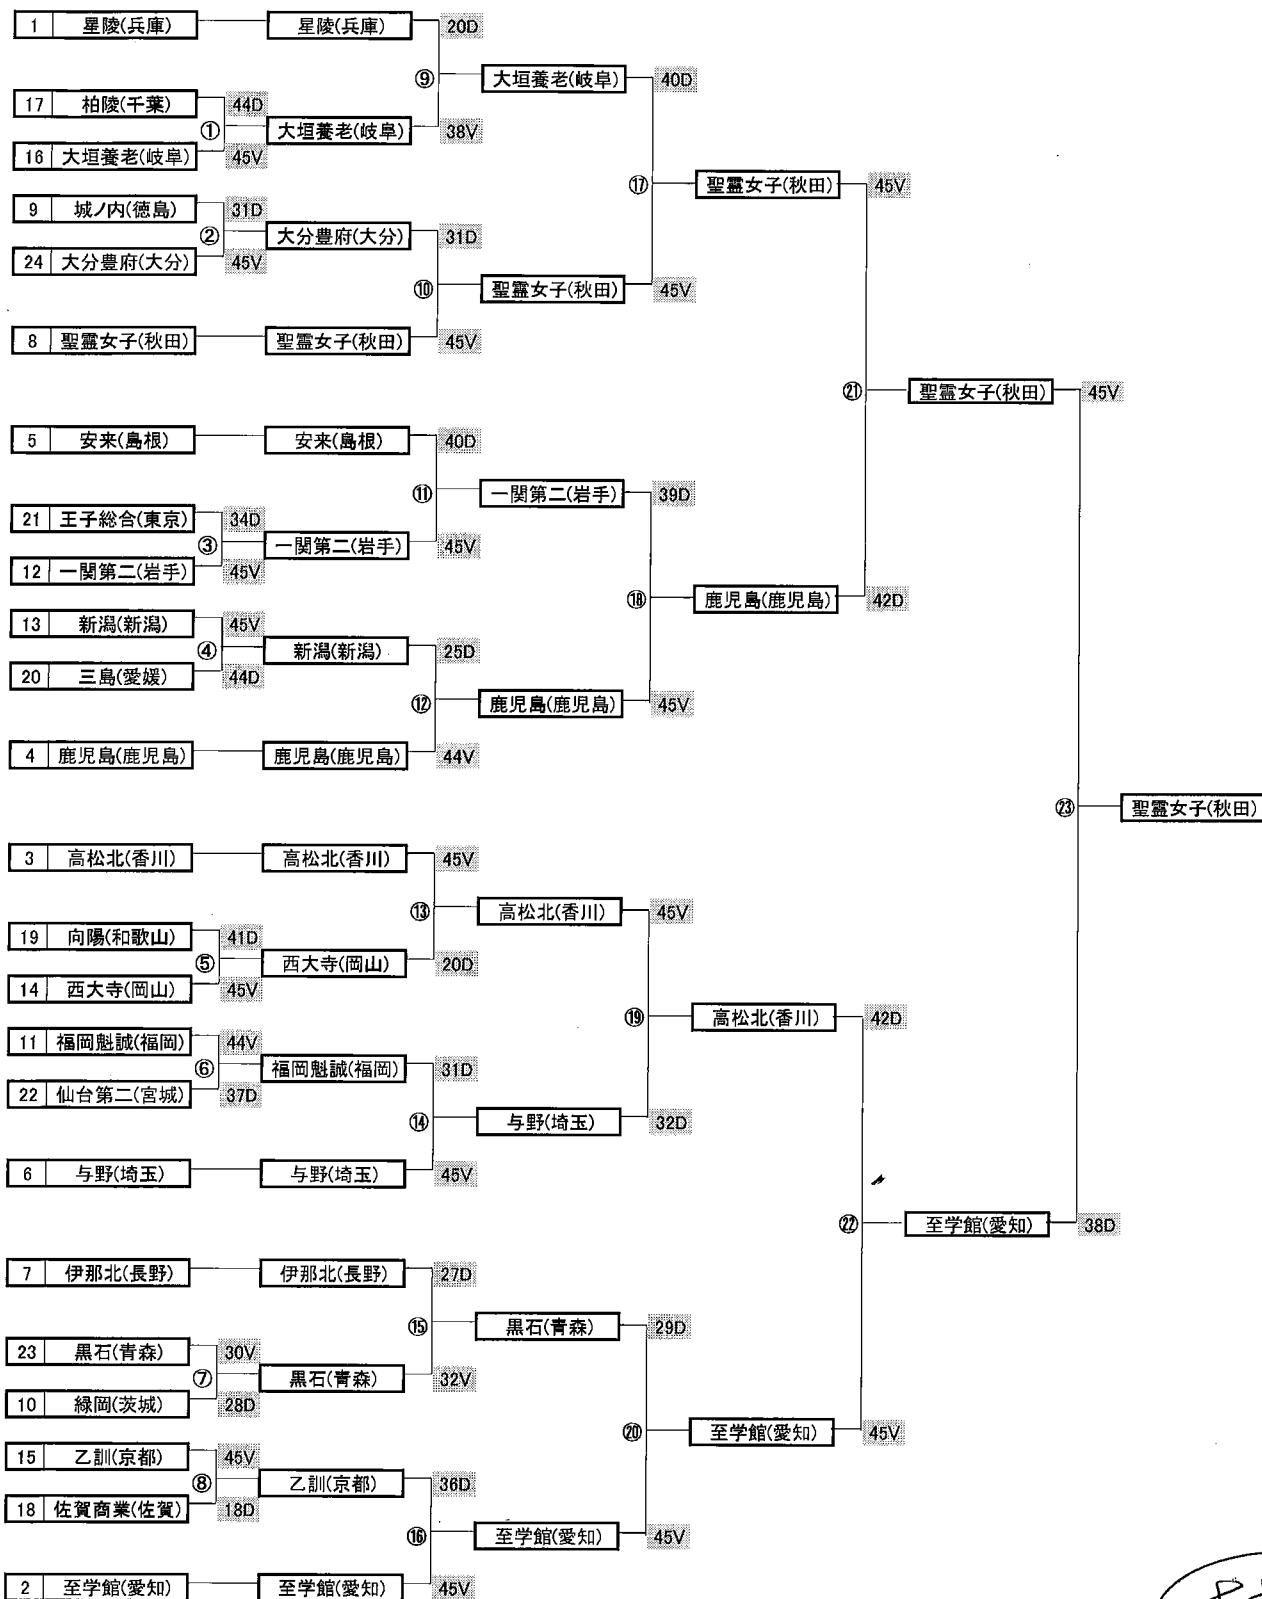 1 星陵(兵庫) 星陵(兵庫) 20D
⑨ 大垣養老(岐阜) 40D
17 柏陵(千葉) 44D
① 大垣養老(岐阜) 38V
16 大垣養老(岐阜) 45V
⑰ 聖霊女子(秋田) 45V
9 城ノ内(徳島) 31D
② 大分豊府(大分) 31D
24 大分豊府(大分) 45V
⑩ 聖霊女子(秋田) 45V
8 聖霊女子(秋田) 聖霊女子(秋田) 45V
㉑ 聖霊女子(秋田) 45V
5 安来(島根) 安来(島根) 40D
⑪ 一関第二(岩手) 39D
21 王子総合(東京) 34D
③ 一関第二(岩手) 45V
12 一関第二(岩手) 45V
⑱ 鹿児島(鹿児島) 42D
13 新潟(新潟) 45V
④ 新潟(新潟) 25D
20 三島(愛媛) 44D
⑫ 鹿児島(鹿児島) 45V
4 鹿児島(鹿児島) 鹿児島(鹿児島) 44V
㉓ 聖霊女子(秋田)
3 高松北(香川) 高松北(香川) 45V
⑬ 高松北(香川) 45V
19 向陽(和歌山) 41D
⑤ 西大寺(岡山) 20D
14 西大寺(岡山) 45V
⑲ 高松北(香川) 42D
11 福岡魁誠(福岡) 44V
⑥ 福岡魁誠(福岡) 31D
22 仙台第二(宮城) 37D
⑭ 与野(埼玉) 32D
6 与野(埼玉) 与野(埼玉) 45V
㉒ 至学館(愛知) 38D
7 伊那北(長野) 伊那北(長野) 27D
⑮ 黒石(青森) 29D
23 黒石(青森) 30V
⑦ 黒石(青森) 32V
10 緑岡(茨城) 28D
⑳ 至学館(愛知) 45V
15 乙訓(京都) 45V
⑧ 乙訓(京都) 36D
18 佐賀商業(佐賀) 18D
⑯ 至学館(愛知) 45V
2 至学館(愛知) 至学館(愛知) 45V